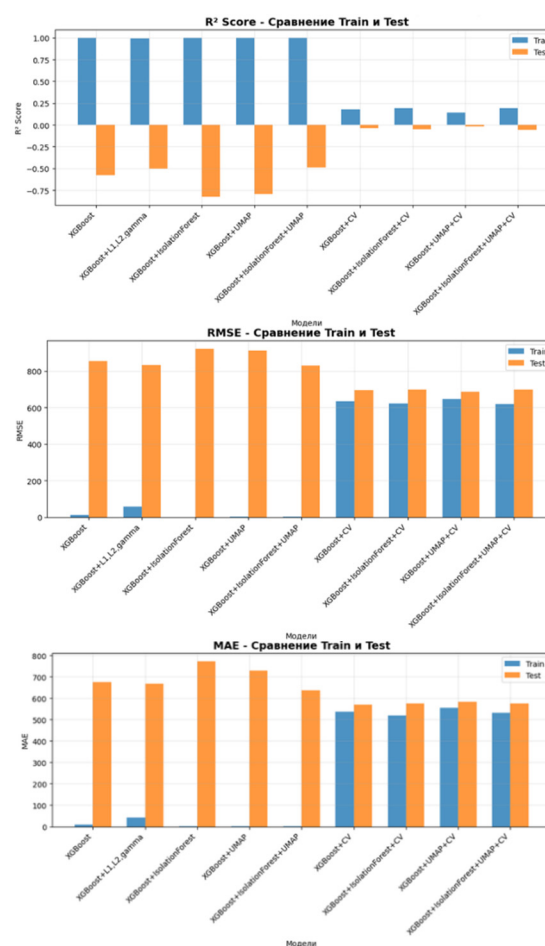 R² Score - Сравнение Train и Test
1.00
0.75
0.50
0.25
0.00
−0.25
−0.50
−0.75
R² Score
Trai
Test
XGBoost
XGBoost+L1,L2,gamma
XGBoost+IsolationForest
XGBoost+UMAP
XGBoost+IsolationForest+UMAP
XGBoost+CV
XGBoost+IsolationForest+CV
XGBoost+UMAP+CV
XGBoost+IsolationForest+UMAP+CV
Модели
RMSE - Сравнение Train и Test
800
600
400
200
0
RMSE
Train
Test
XGBoost
XGBoost+L1,L2,gamma
XGBoost+IsolationForest
XGBoost+UMAP
XGBoost+IsolationForest+UMAP
XGBoost+CV
XGBoost+IsolationForest+CV
XGBoost+UMAP+CV
XGBoost+IsolationForest+UMAP+CV
Модели
MAE - Сравнение Train и Test
800
700
600
500
400
300
200
100
0
MAE
Train
Test
XGBoost
XGBoost+L1,L2,gamma
XGBoost+IsolationForest
XGBoost+UMAP
XGBoost+IsolationForest+UMAP
XGBoost+CV
XGBoost+IsolationForest+CV
XGBoost+UMAP+CV
XGBoost+IsolationForest+UMAP+CV
Модели